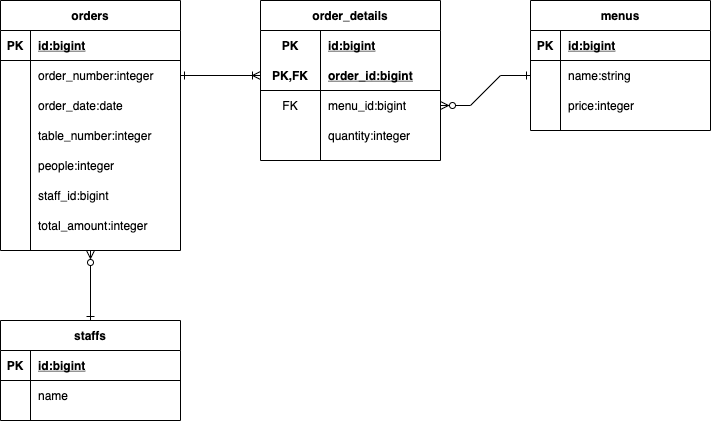 orders
PK id:bigint
order_number:integer
order_date:date
table_number:integer
people:integer
staff_id:bigint
total_amount:integer
order_details
PK id:bigint
PK,FK order_id:bigint
FK menu_id:bigint
quantity:integer
menus
PK id:bigint
name:string
price:integer
staffs
PK id:bigint
name